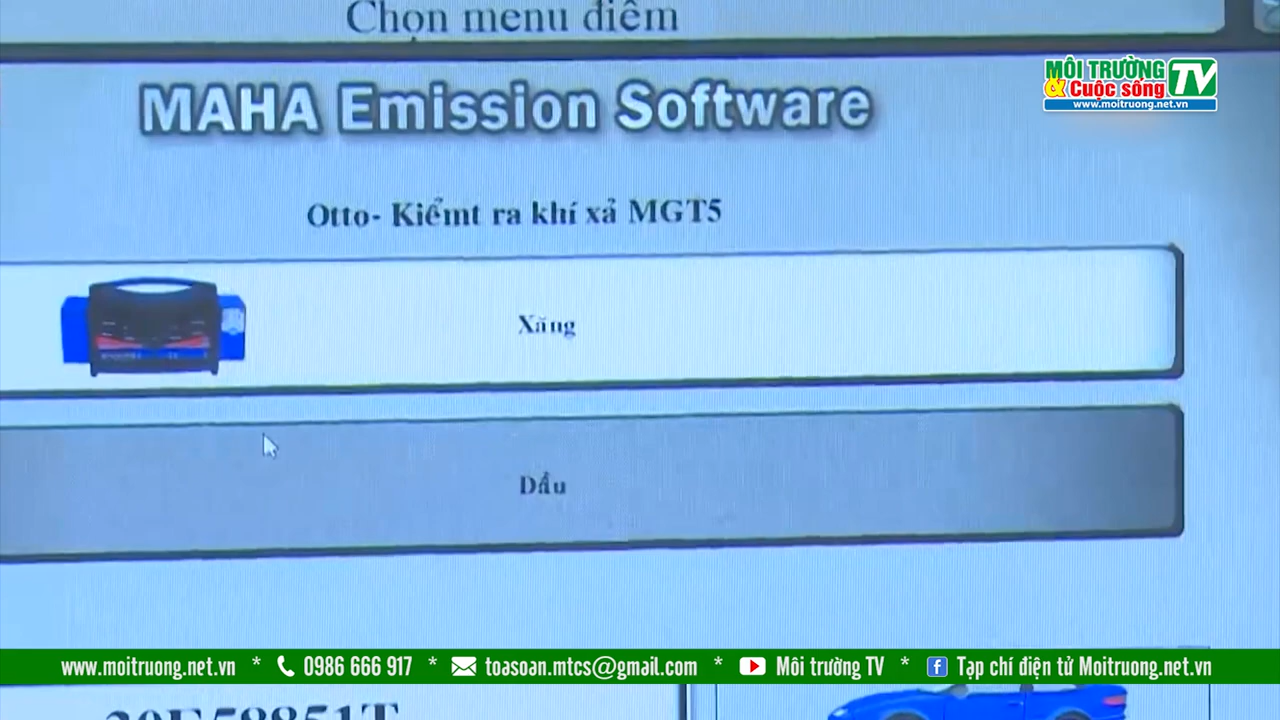 Chọn menu điểm
MÔI TRƯỜNG
& Cuộc sống
TV
www.moitruong.net.vn
MAHA Emission Software
Otto- Kiểmt ra khí xả MGT5
Xăng
Dầu
www.moitruong.net.vn * 0986 666 917 * toasoan.mtcs@gmail.com * Môi trường TV * Tạp chí điện tử Moitruong.net.vn